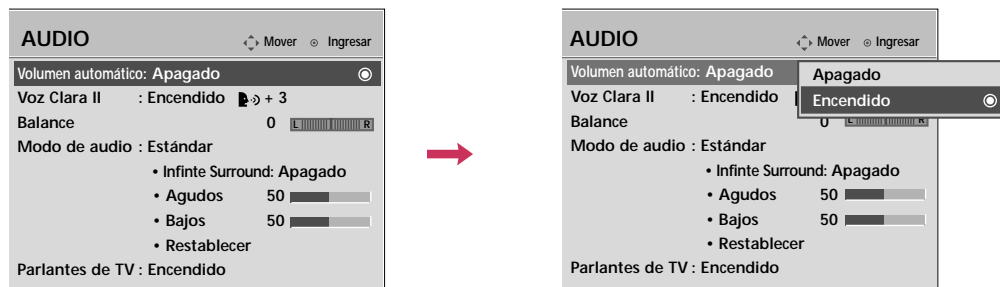 AUDIO
Mover Ingresar
Volumen automático: Apagado
Voz Clara II : Encendido + 3
Balance 0 L R
Modo de audio : Estándar
• Infinte Surround: Apagado
• Agudos 50
• Bajos 50
• Restablecer
Parlantes de TV : Encendido
AUDIO
Mover Ingresar
Volumen automático: Apagado
Apagado
Voz Clara II : Encendido
Encendido
Balance 0 L R
Modo de audio : Estándar
• Infinte Surround: Apagado
• Agudos 50
• Bajos 50
• Restablecer
Parlantes de TV : Encendido